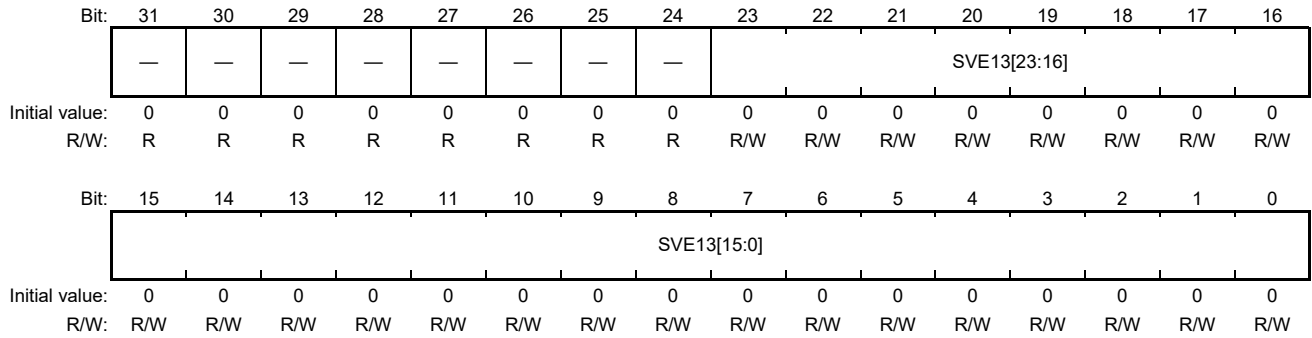 Bit: 31 30 29 28 27 26 25 24 23 22 21 20 19 18 17 16
— — — — — — — — SVE13[23:16]
Initial value: 0 0 0 0 0 0 0 0 0 0 0 0 0 0 0 0
R/W: R R R R R R R R R/W R/W R/W R/W R/W R/W R/W R/W
Bit: 15 14 13 12 11 10 9 8 7 6 5 4 3 2 1 0
SVE13[15:0]
Initial value: 0 0 0 0 0 0 0 0 0 0 0 0 0 0 0 0
R/W: R/W R/W R/W R/W R/W R/W R/W R/W R/W R/W R/W R/W R/W R/W R/W R/W